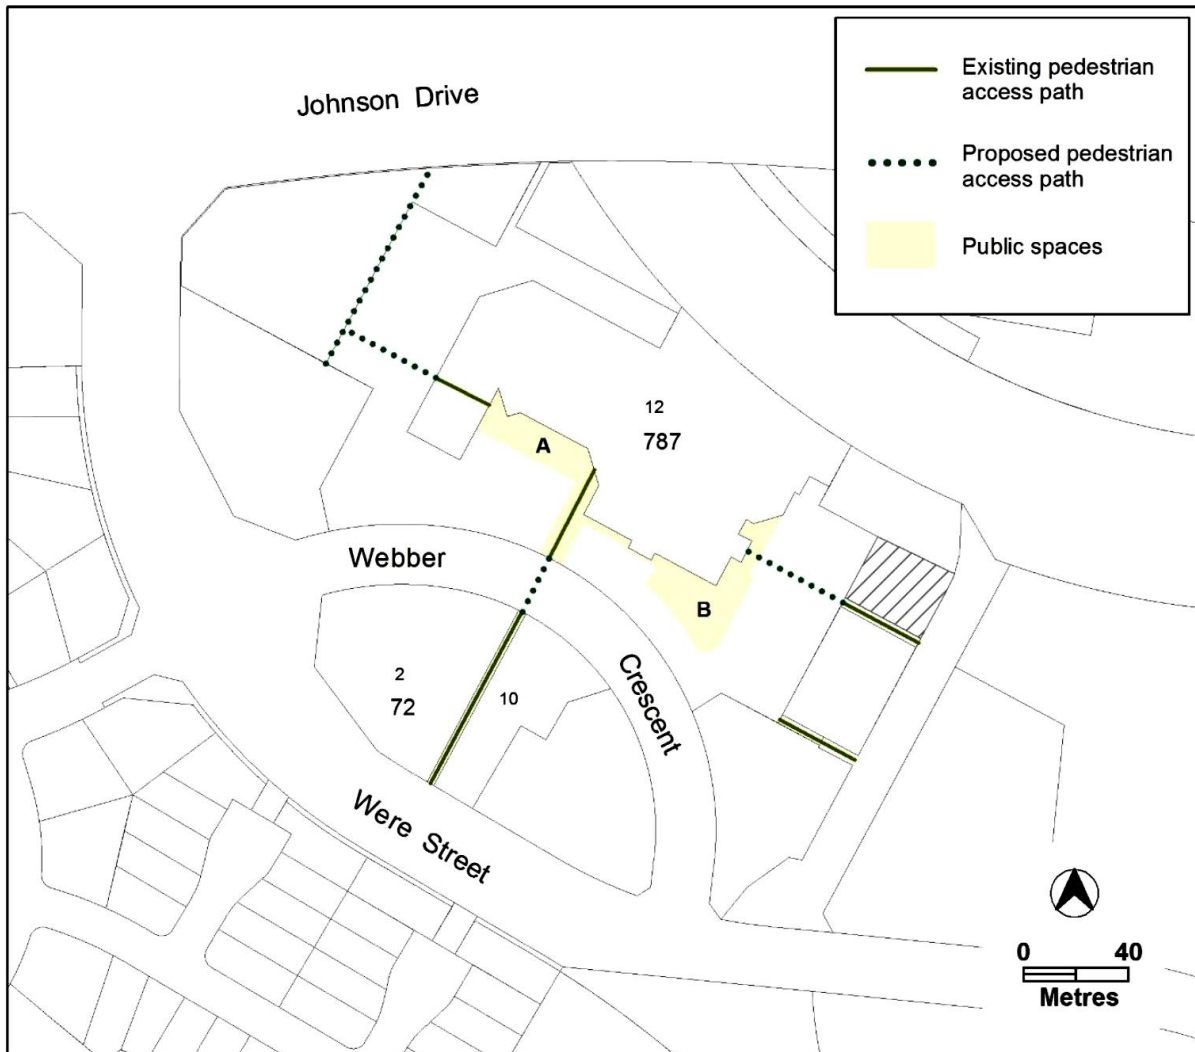 Johnson Drive
Existing pedestrian
access path
Proposed pedestrian
access path
Public spaces
12
787
A
Webber
B
Crescent
2
72
10
Were Street
0 40
Metres